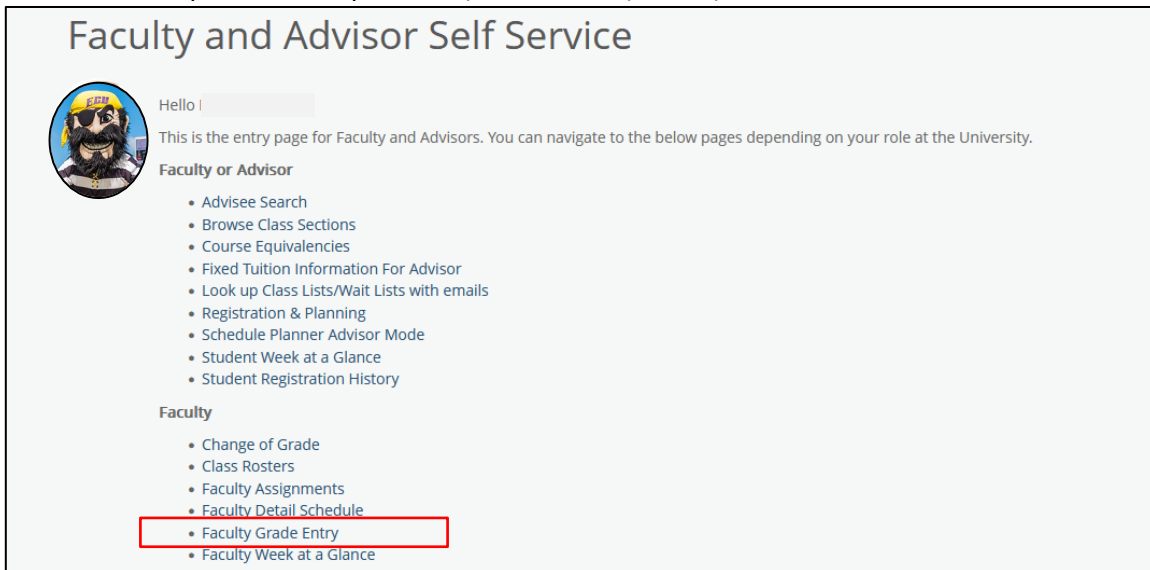 Faculty and Advisor Self Service
ECU
Hello
This is the entry page for Faculty and Advisors. You can navigate to the below pages depending on your role at the University.
Faculty or Advisor
• Advisee Search
• Browse Class Sections
• Course Equivalencies
• Fixed Tuition Information For Advisor
• Look up Class Lists/Wait Lists with emails
• Registration & Planning
• Schedule Planner Advisor Mode
• Student Week at a Glance
• Student Registration History
Faculty
• Change of Grade
• Class Rosters
• Faculty Assignments
• Faculty Detail Schedule
• Faculty Grade Entry
• Faculty Week at a Glance